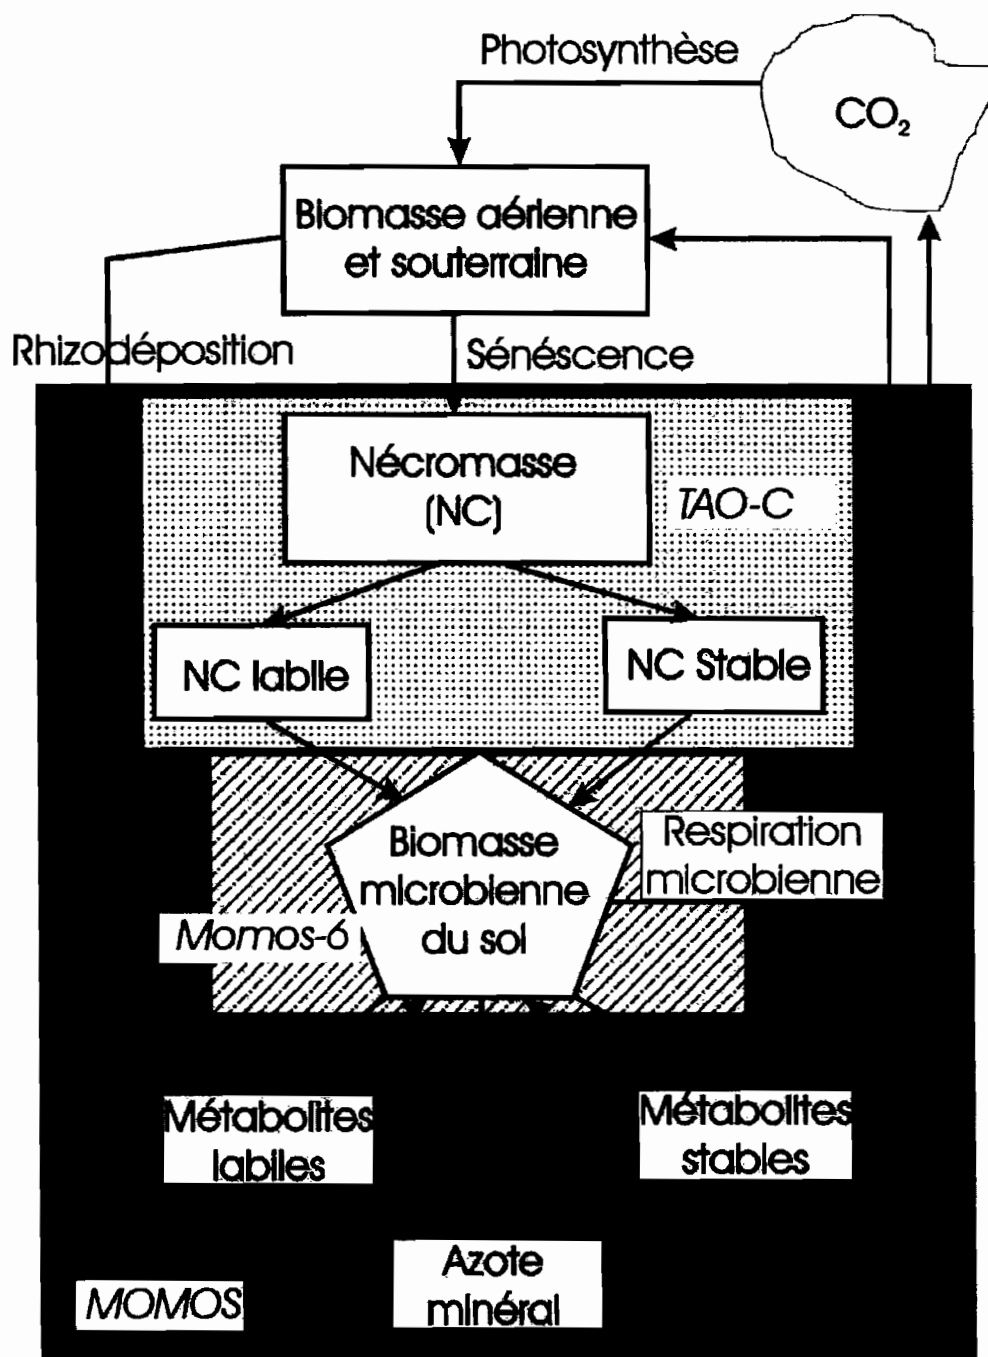 Photosynthèse
CO₂
Biomasse aérienne
et souterraine
Rhizodéposition
Sénéscence
Nécromasse
(NC)
TAO-C
NC labile
NC Stable
Biomasse
microbienne
du sol
Respiration
microbienne
Momos-6
Métabolites
labiles
Métabolites
stables
Azote
minéral
MOMOS